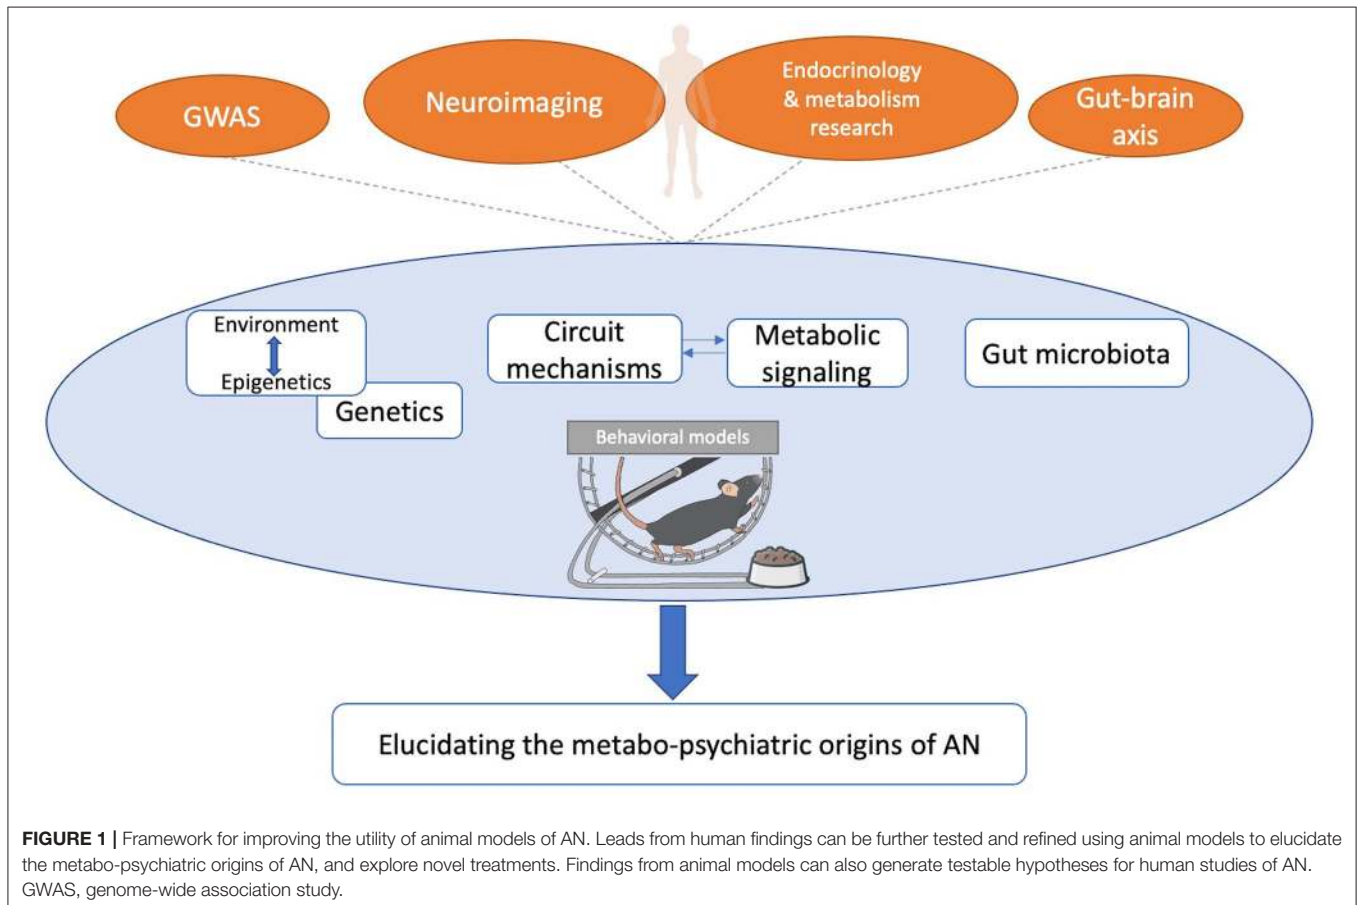 GWAS
Neuroimaging
Endocrinology
& metabolism
research
Gut-brain
axis
Environment
Epigenetics
Genetics
Circuit
mechanisms
Metabolic
signaling
Gut microbiota
Behavioral models
Elucidating the metabo-psychiatric origins of AN
FIGURE 1 | Framework for improving the utility of animal models of AN. Leads from human findings can be further tested and refined using animal models to elucidate
the metabo-psychiatric origins of AN, and explore novel treatments. Findings from animal models can also generate testable hypotheses for human studies of AN.
GWAS, genome-wide association study.